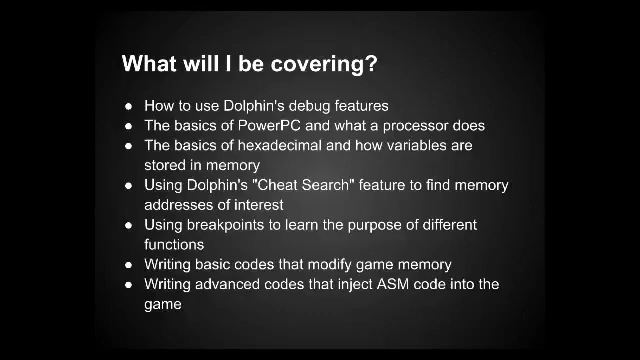 What will I be covering?
● How to use Dolphin's debug features
● The basics of PowerPC and what a processor does
● The basics of hexadecimal and how variables are
stored in memory
● Using Dolphin's "Cheat Search" feature to find memory
addresses of interest
● Using breakpoints to learn the purpose of different
functions
● Writing basic codes that modify game memory
● Writing advanced codes that inject ASM code into the
game